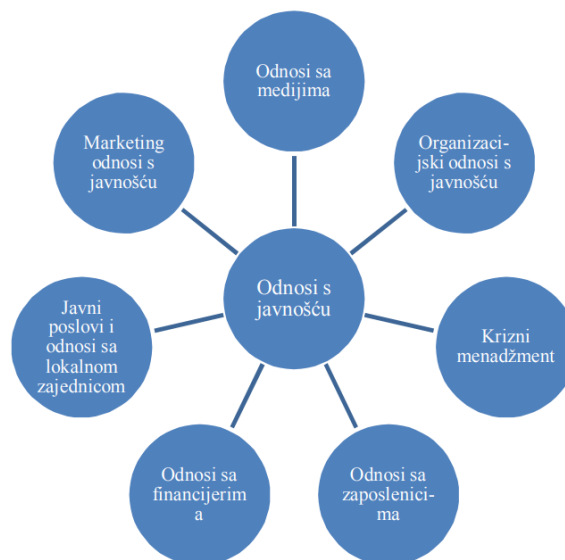 Odnosi sa
medijima
Marketing
odnosi s
javnošću
Organizaci-
jski odnosi s
javnošću
Odnosi s
javnošću
Javni
poslovi i
odnosi sa
lokalnom
zajednicom
Krizni
menadžment
Odnosi sa
financijerim
a
Odnosi sa
zaposlenici-
ma